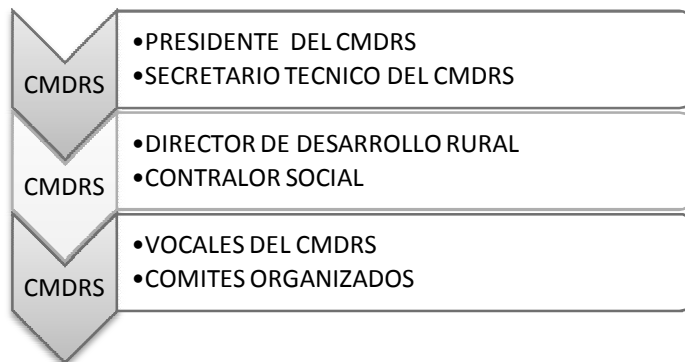 •PRESIDENTE DEL CMDRS
•SECRETARIO TECNICO DEL CMDRS
CMDRS
•DIRECTOR DE DESARROLLO RURAL
•CONTRALOR SOCIAL
CMDRS
•VOCALES DEL CMDRS
•COMITES ORGANIZADOS
CMDRS